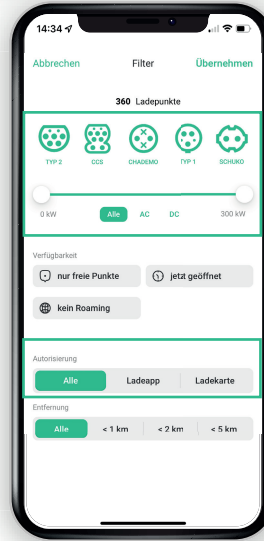 14:34
Abbrechen Filter Übernehmen
360 Ladepunkte
TYP 2 CCS CHADEMO TYP 1 SCHUKO
0 kW Alle AC DC 300 kW
Verfügbarkeit
nur freie Punkte jetzt geöffnet
kein Roaming
Autorisierung
Alle Ladeapp Ladekarte
Entfernung
Alle < 1 km < 2 km < 5 km